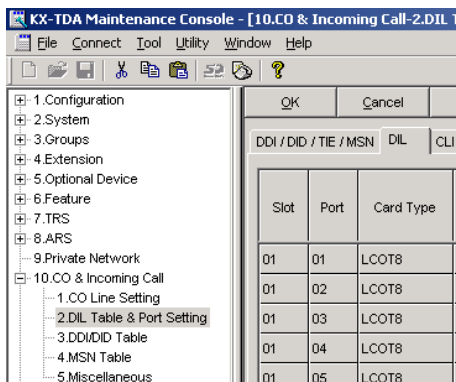 KX-TDA Maintenance Console - [10.CO & Incoming Call-2.DIL T
File Connect Tool Utility Window Help
1.Configuration
2.System
3.Groups
4.Extension
5.Optional Device
6.Feature
7.TRS
8.ARS
9.Private Network
10.CO & Incoming Call
1.CO Line Setting
2.DIL Table & Port Setting
3.DDI/DID Table
4.MSN Table
5.Miscellaneous
OK Cancel
DDI / DID / TIE / MSN DIL CLI
Slot Port Card Type
01 01 LCOT8
01 02 LCOT8
01 03 LCOT8
01 04 LCOT8
01 05 LCOT8